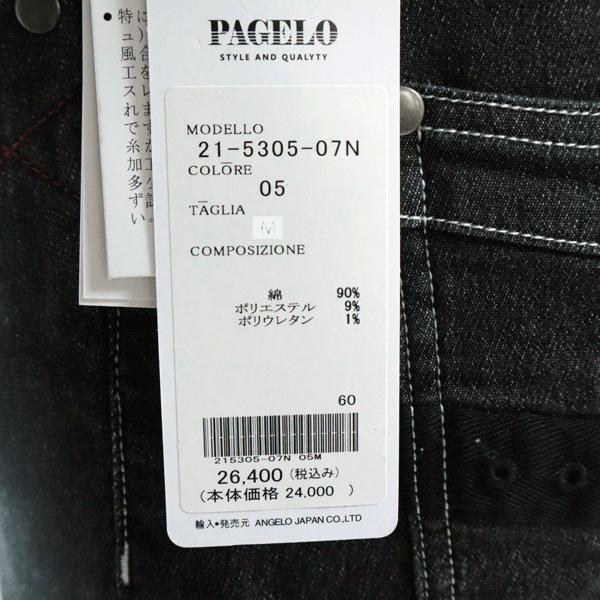 PAGELO
STYLE AND QUALYTY
MODELLO
21-5305-07N
COLŌRE
05
TĀGLIA
M
COMPOSIZIONE
綿 90%
ポリエステル 9%
ポリウレタン 1%
60
215305-07N 05M
26,400 (税込み)
(本体価格 24,000 )
輸入•発売元 ANGELO JAPAN CO.,LTD